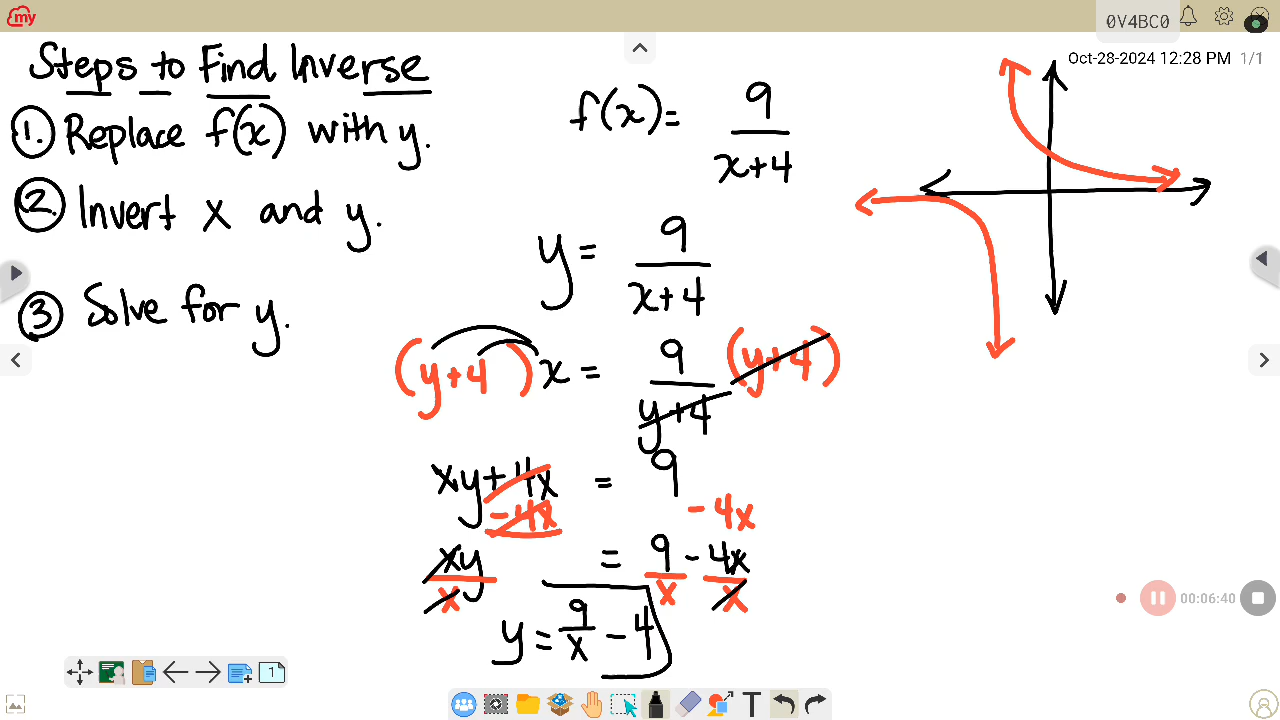 my
0V4BC0
Oct-28-2024 12:28 PM 1/1
Steps to Find Inverse
1. Replace f(x) with y.
2. Invert x and y.
3 Solve for y.
f(x)= 9/(x+4)
y = 9/(x+4)
(y+4)x = 9/(y+4) (y+4)
xy+4x = 9
-4x -4x
xy/x = 9/x - 4x/x
y = 9/x - 4
00:06:40
1
T